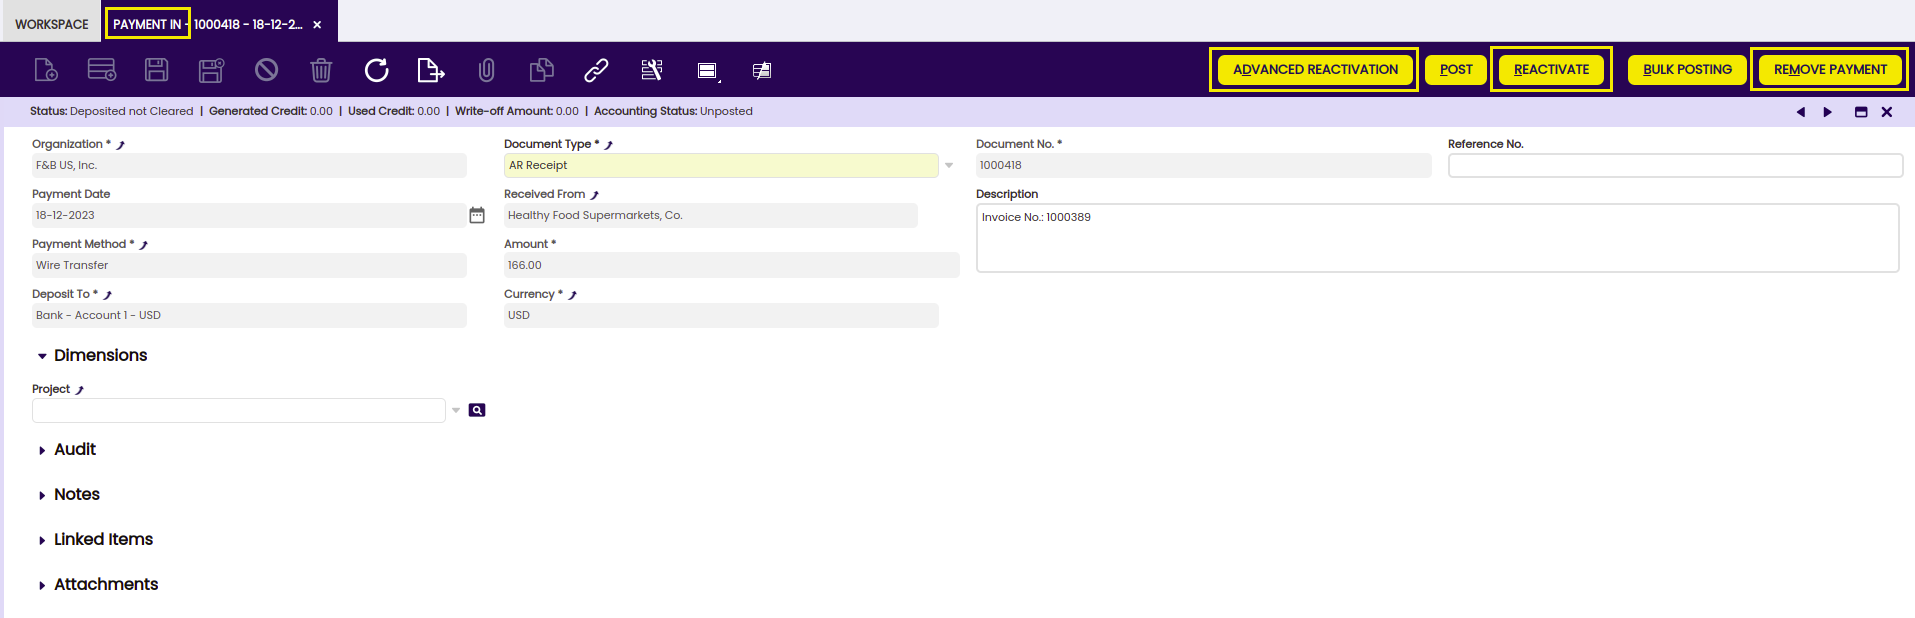 WORKSPACE PAYMENT IN - 1000418 - 18-12-2...
ADVANCED REACTIVATION POST REACTIVATE BULK POSTING REMOVE PAYMENT
Status: Deposited not Cleared | Generated Credit: 0.00 | Used Credit: 0.00 | Write-off Amount: 0.00 | Accounting Status: Unposted
Organization * Document Type * Document No. * Reference No.
F&B US, Inc. AR Receipt 1000418
Payment Date Received From Description
18-12-2023 Healthy Food Supermarkets, Co. Invoice No.: 1000389
Payment Method * Amount *
Wire Transfer 166.00
Deposit To * Currency *
Bank - Account 1 - USD USD
Dimensions
Project
Audit
Notes
Linked Items
Attachments